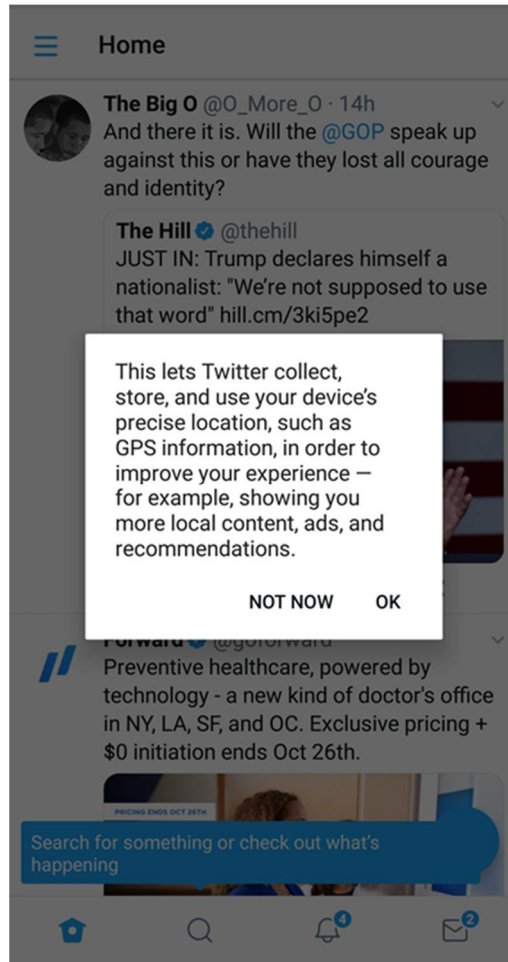 Home
The Big O @O_More_O · 14h
And there it is. Will the @GOP speak up
against this or have they lost all courage
and identity?
The Hill @thehill
JUST IN: Trump declares himself a
nationalist: "We're not supposed to use
that word" hill.cm/3ki5pe2
This lets Twitter collect,
store, and use your device's
precise location, such as
GPS information, in order to
improve your experience —
for example, showing you
more local content, ads, and
recommendations.
NOT NOW OK
Forward @goforward
Preventive healthcare, powered by
technology - a new kind of doctor's office
in NY, LA, SF, and OC. Exclusive pricing +
$0 initiation ends Oct 26th.
PRICING ENDS OCT 26TH
Search for something or check out what's
happening
4
2